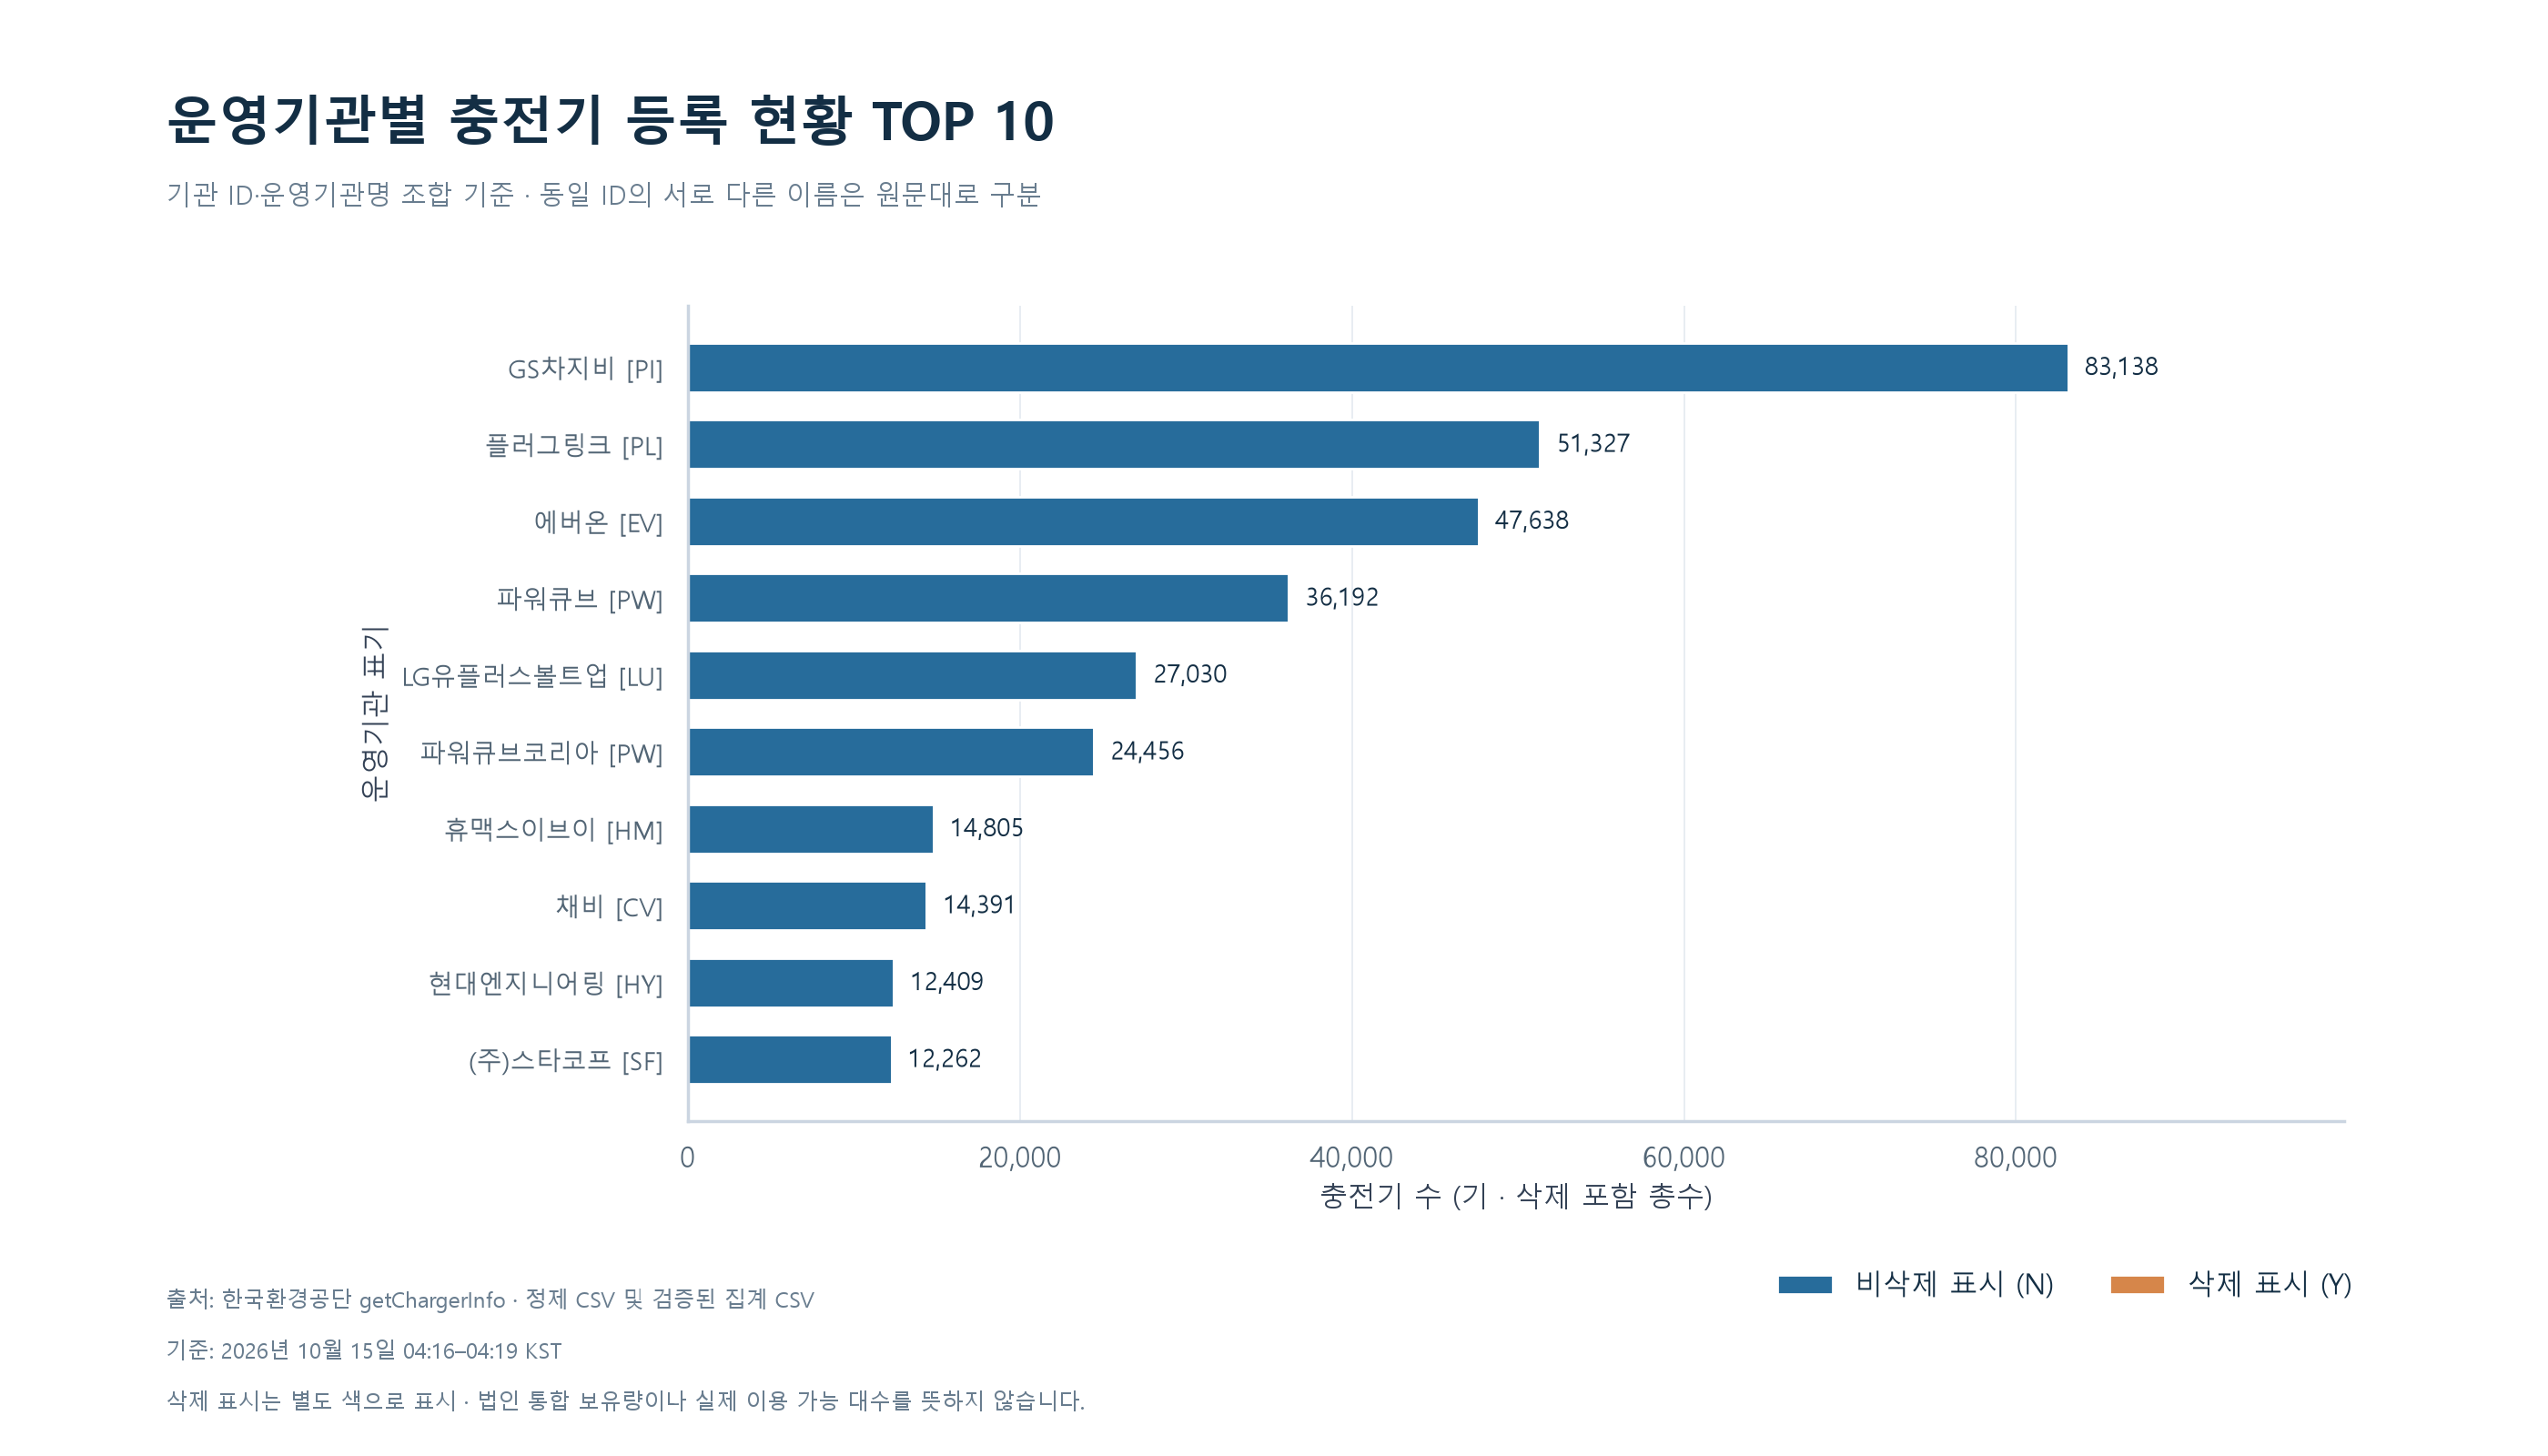 운영기관별 충전기 등록 현황 TOP 10
기관 ID·운영기관명 조합 기준 · 동일 ID의 서로 다른 이름은 원문대로 구분
운영기관 표기
GS차지비 [PI] 83,138
플러그링크 [PL] 51,327
에버온 [EV] 47,638
파워큐브 [PW] 36,192
LG유플러스볼트업 [LU] 27,030
파워큐브코리아 [PW] 24,456
휴맥스이브이 [HM] 14,805
채비 [CV] 14,391
현대엔지니어링 [HY] 12,409
(주)스타코프 [SF] 12,262
0 20,000 40,000 60,000 80,000
충전기 수 (기 · 삭제 포함 총수)
비삭제 표시 (N) 삭제 표시 (Y)
출처: 한국환경공단 getChargerInfo · 정제 CSV 및 검증된 집계 CSV
기준: 2026년 10월 15일 04:16–04:19 KST
삭제 표시는 별도 색으로 표시 · 법인 통합 보유량이나 실제 이용 가능 대수를 뜻하지 않습니다.